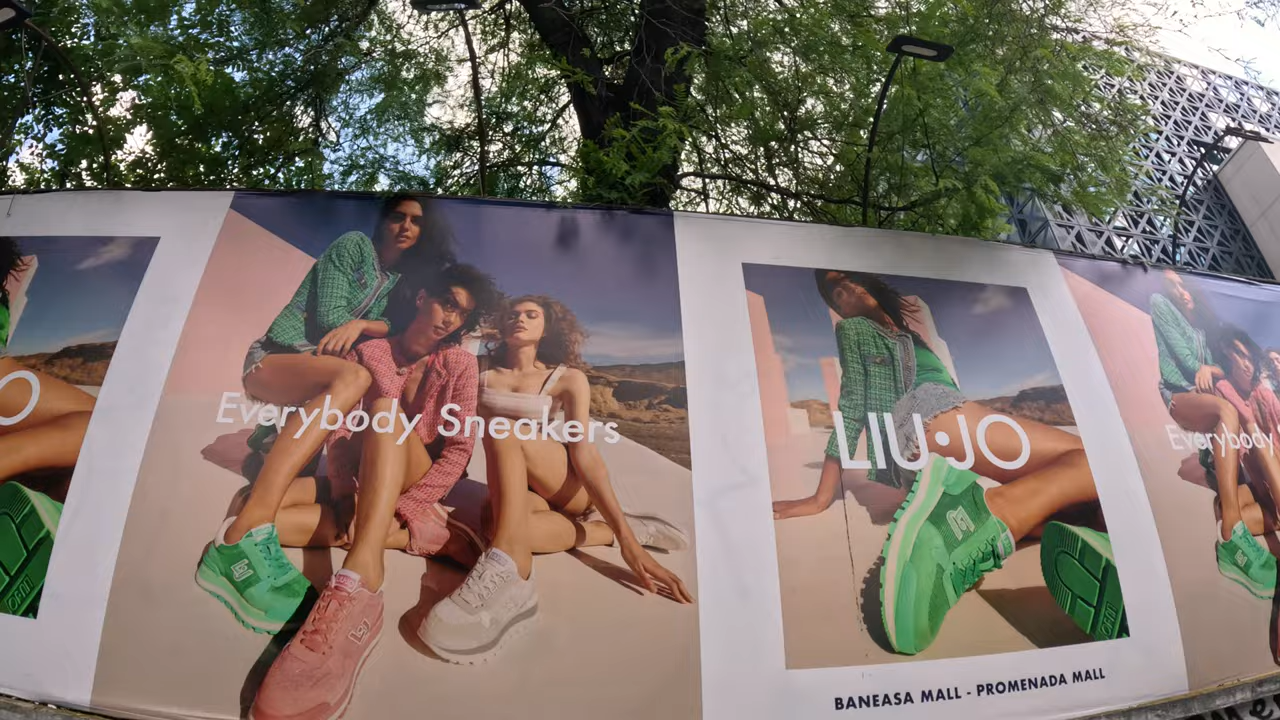 O
Everybody Sneakers
LIU•JO
BANEASA MALL - PROMENADA MALL
Everybody